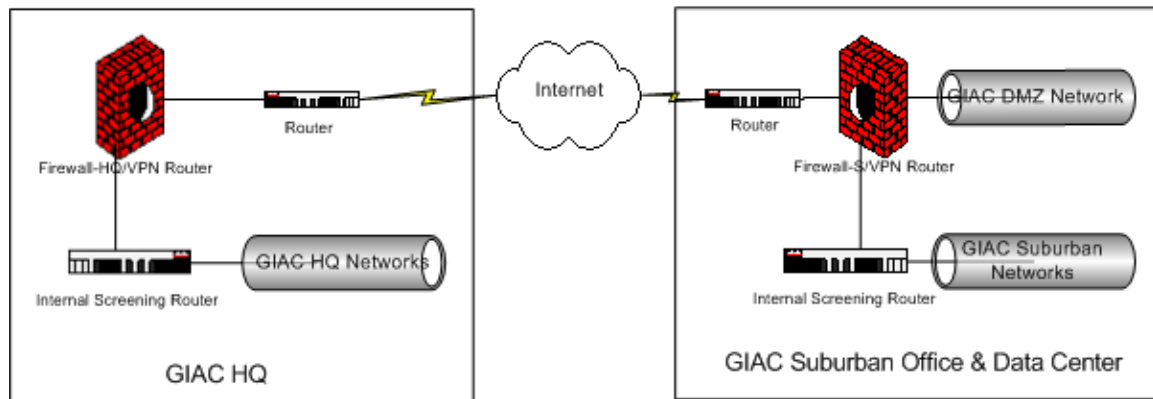 Internet
Router
Firewall-HQ/VPN Router
GIAC HQ Networks
Internal Screening Router
GIAC HQ
GIAC DMZ Network
Router
Firewall-S/VPN Router
GIAC Suburban
Networks
Internal Screening Router
GIAC Suburban Office & Data Center